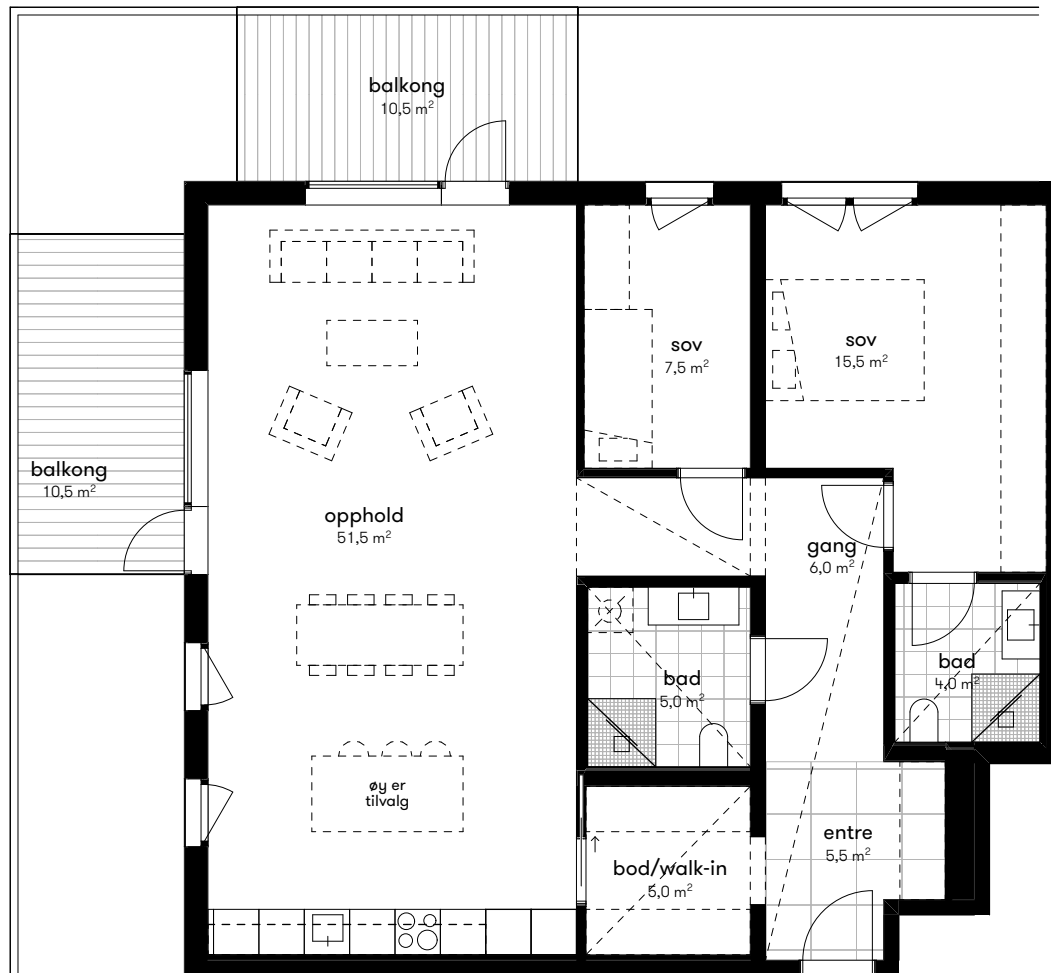 balkong
10,5 m²
sov
7,5 m²
sov
15,5 m²
balkong
10,5 m²
opphold
51,5 m²
gang
6,0 m²
bad
5,0 m²
bad
4,0 m²
øy er
tilvalg
entre
5,5 m²
bod/walk-in
5,0 m²